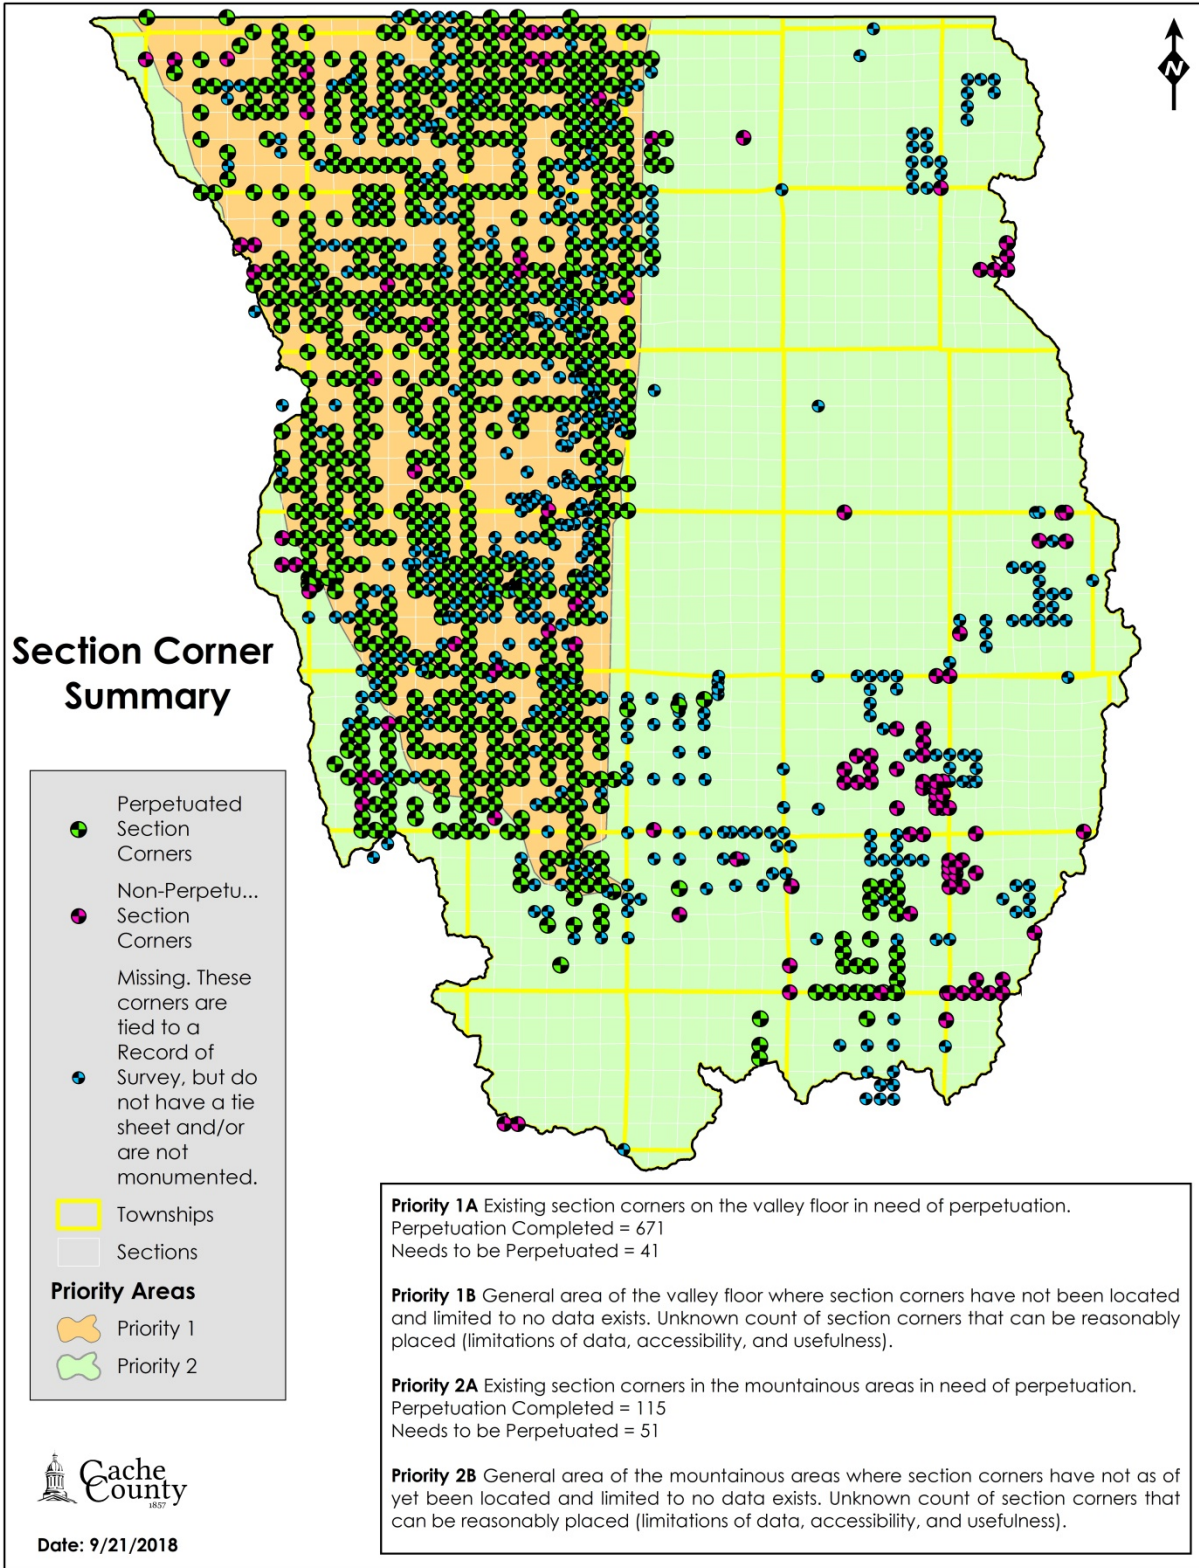 N
Section Corner
Summary
Perpetuated
Section
Corners
Non-Perpetu...
Section
Corners
Missing. These
corners are
tied to a
Record of
Survey, but do
not have a tie
sheet and/or
are not
monumented.
Townships
Sections
Priority Areas
Priority 1
Priority 2
Cache
County
1857
Date: 9/21/2018
Priority 1A Existing section corners on the valley floor in need of perpetuation.
Perpetuation Completed = 671
Needs to be Perpetuated = 41
Priority 1B General area of the valley floor where section corners have not been located
and limited to no data exists. Unknown count of section corners that can be reasonably
placed (limitations of data, accessibility, and usefulness).
Priority 2A Existing section corners in the mountainous areas in need of perpetuation.
Perpetuation Completed = 115
Needs to be Perpetuated = 51
Priority 2B General area of the mountainous areas where section corners have not as of
yet been located and limited to no data exists. Unknown count of section corners that
can be reasonably placed (limitations of data, accessibility, and usefulness).